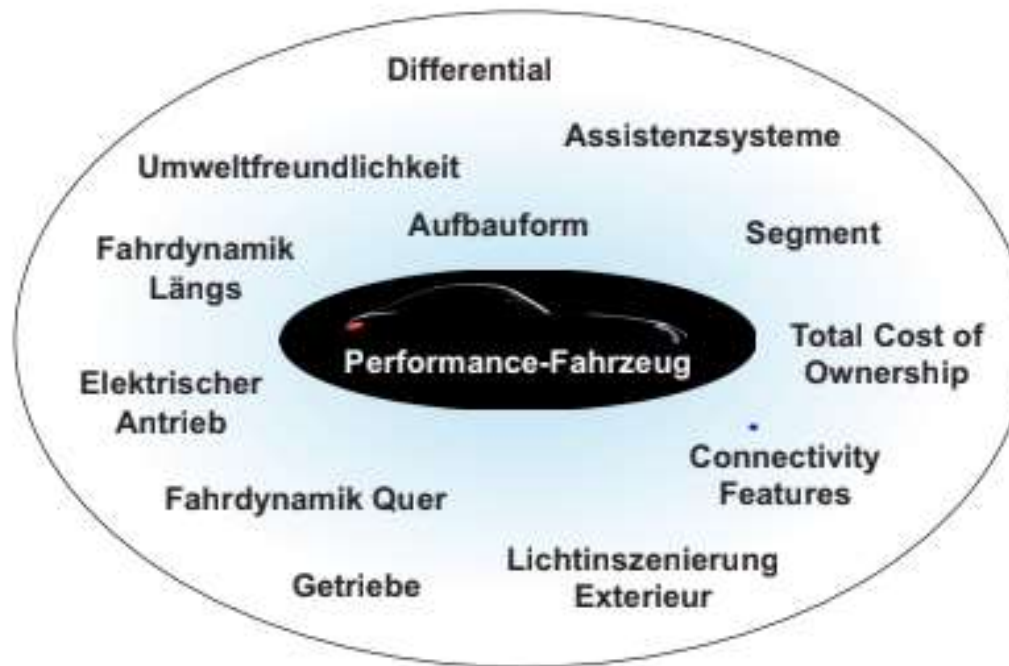 Differential
Assistenzsysteme
Umweltfreundlichkeit
Aufbauform
Segment
Fahrdynamik
Längs
Performance-Fahrzeug
Total Cost of
Ownership
Elektrischer
Antrieb
Connectivity
Features
Fahrdynamik Quer
Lichtinszenierung
Exterieur
Getriebe